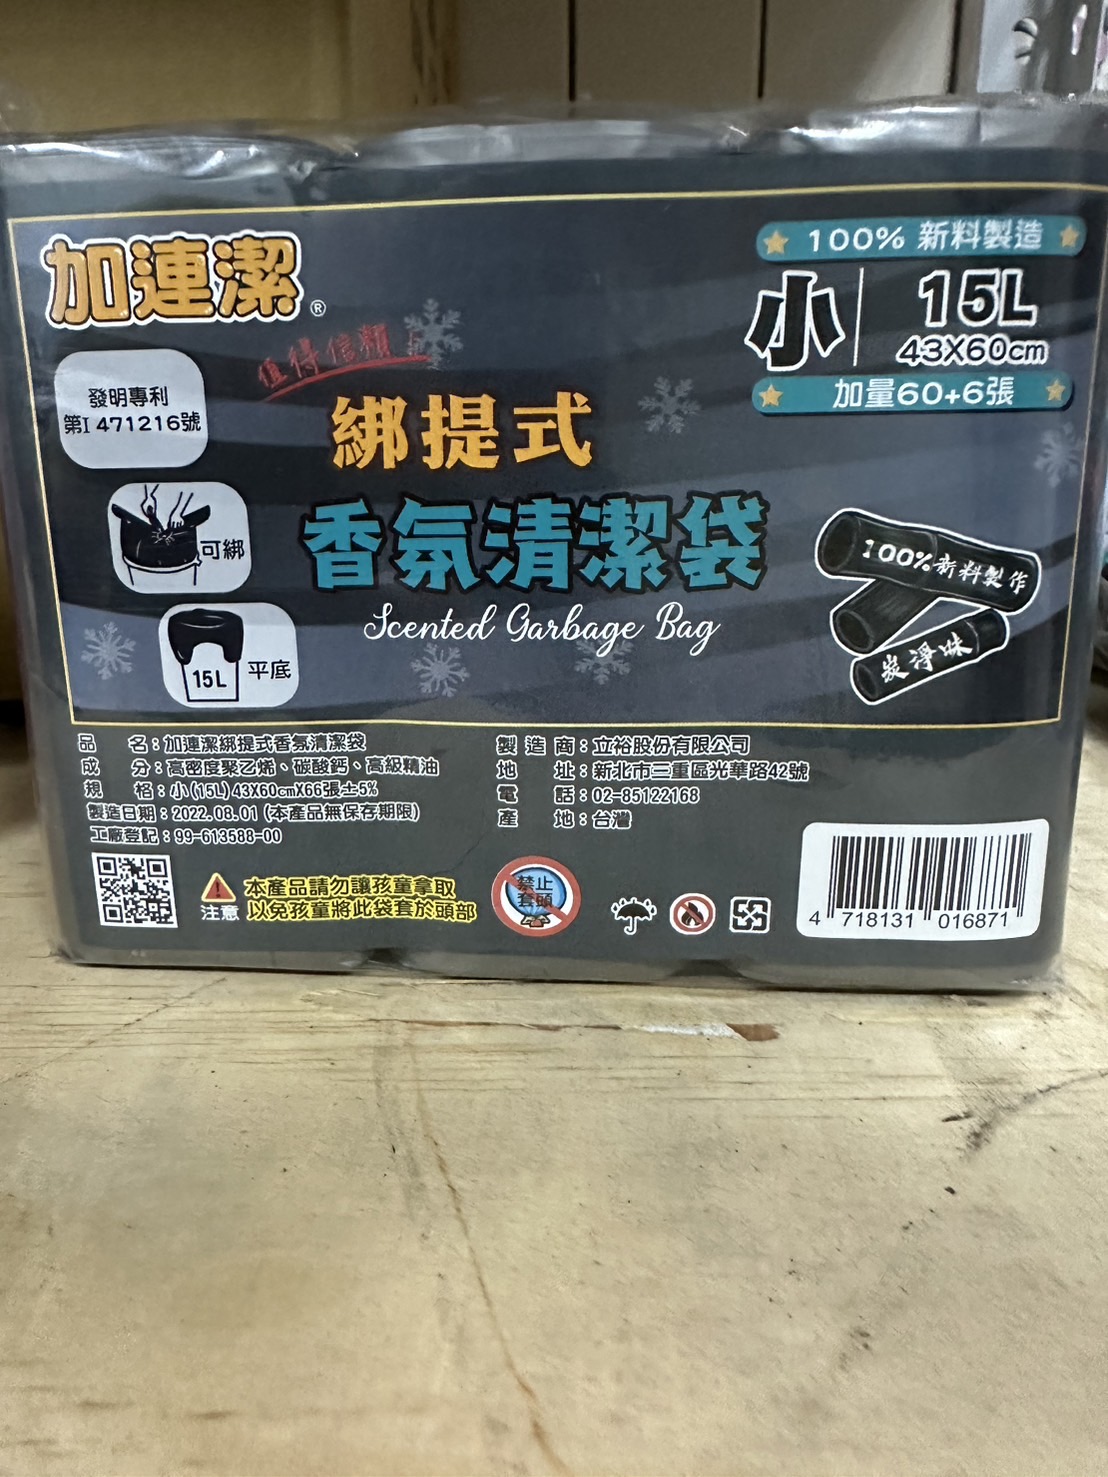 加連潔®
值得信賴
100% 新料製造
小
15L
43X60cm
加量60+6張
發明專利
第I 471216號
綁提式
香氛清潔袋
Scented Garbage Bag
可綁
15L
平底
100%新料製作
炭淨味
品 名：加連潔綁提式香氛清潔袋
成 分：高密度聚乙烯、碳酸鈣、高級精油
規 格：小(15L)43X60cmX66張±5%
製造日期：2022.08.01 (本產品無保存期限)
工廠登記：99-613588-00
製 造 商：立裕股份有限公司
地 址：新北市三重區光華路42號
電 話：02-85122168
產 地：台灣
注意
本產品請勿讓孩童拿取
以免孩童將此袋套於頭部
禁止
套頭
4 718131 016871